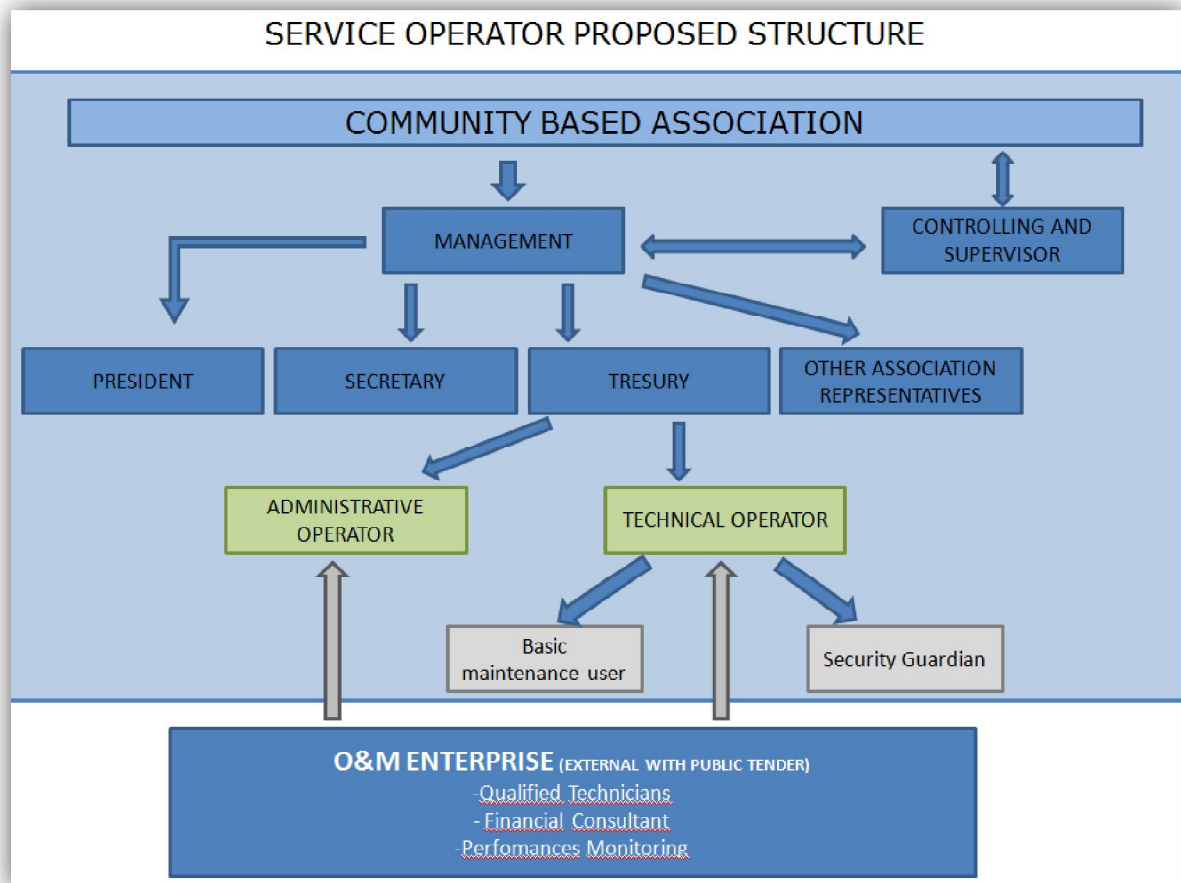 SERVICE OPERATOR PROPOSED STRUCTURE
COMMUNITY BASED ASSOCIATION
MANAGEMENT
CONTROLLING AND
SUPERVISOR
PRESIDENT
SECRETARY
TRESURY
OTHER ASSOCIATION
REPRESENTATIVES
ADMINISTRATIVE
OPERATOR
TECHNICAL OPERATOR
Basic
maintenance user
Security Guardian
O&M ENTERPRISE (EXTERNAL WITH PUBLIC TENDER)
-Qualified Technicians
- Financial Consultant
-Perfomances Monitoring